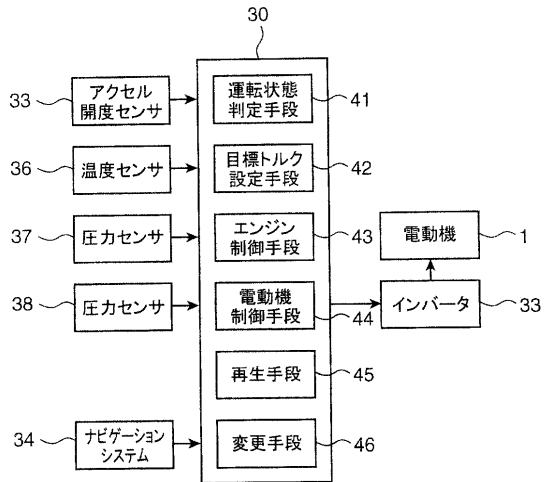 30
33
アクセル
開度センサ
運転状態
判定手段
41
36
温度センサ
目標トルク
設定手段
42
37
圧力センサ
エンジン
制御手段
43
電動機
1
38
圧力センサ
電動機
制御手段
44
インバータ
33
再生手段
45
34
ナビゲーション
システム
変更手段
46